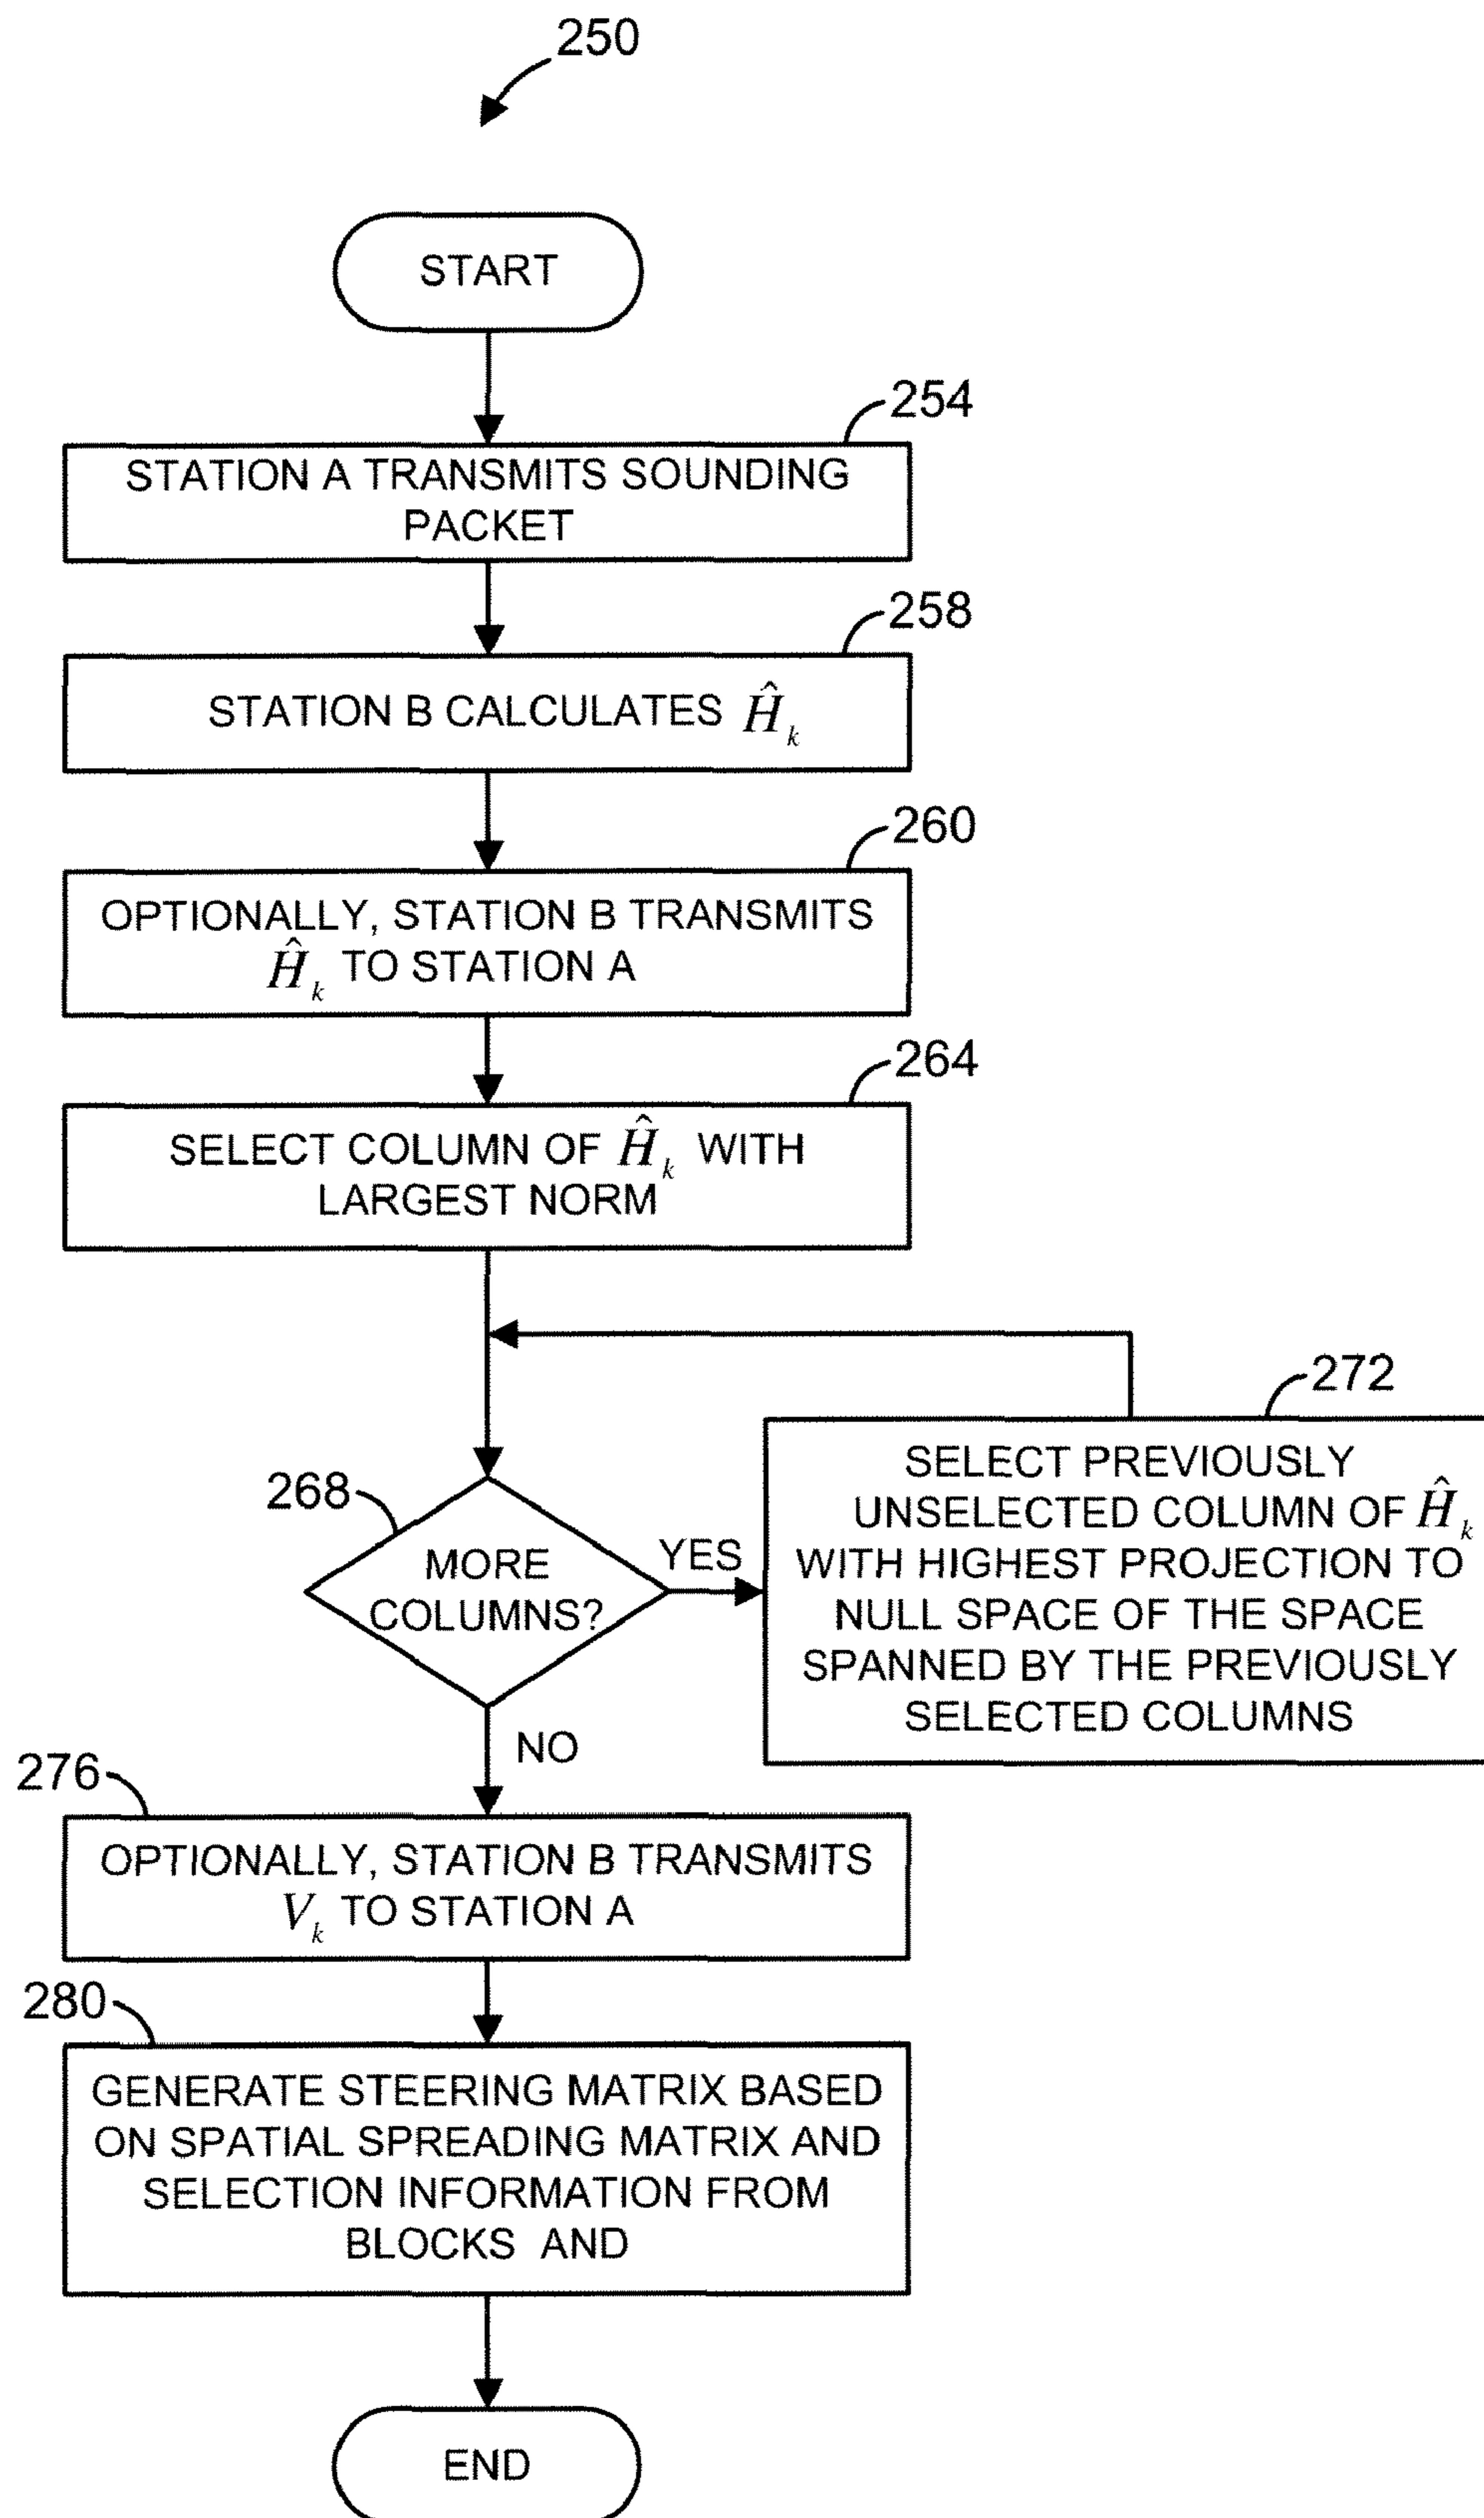 250
START
254
STATION A TRANSMITS SOUNDING
PACKET
258
STATION B CALCULATES Ĥk
260
OPTIONALLY, STATION B TRANSMITS
Ĥk TO STATION A
264
SELECT COLUMN OF Ĥk WITH
LARGEST NORM
272
SELECT PREVIOUSLY
UNSELECTED COLUMN OF Ĥk
WITH HIGHEST PROJECTION TO
NULL SPACE OF THE SPACE
SPANNED BY THE PREVIOUSLY
SELECTED COLUMNS
268
MORE
COLUMNS?
YES
NO
276
OPTIONALLY, STATION B TRANSMITS
Vk TO STATION A
280
GENERATE STEERING MATRIX BASED
ON SPATIAL SPREADING MATRIX AND
SELECTION INFORMATION FROM
BLOCKS AND
END